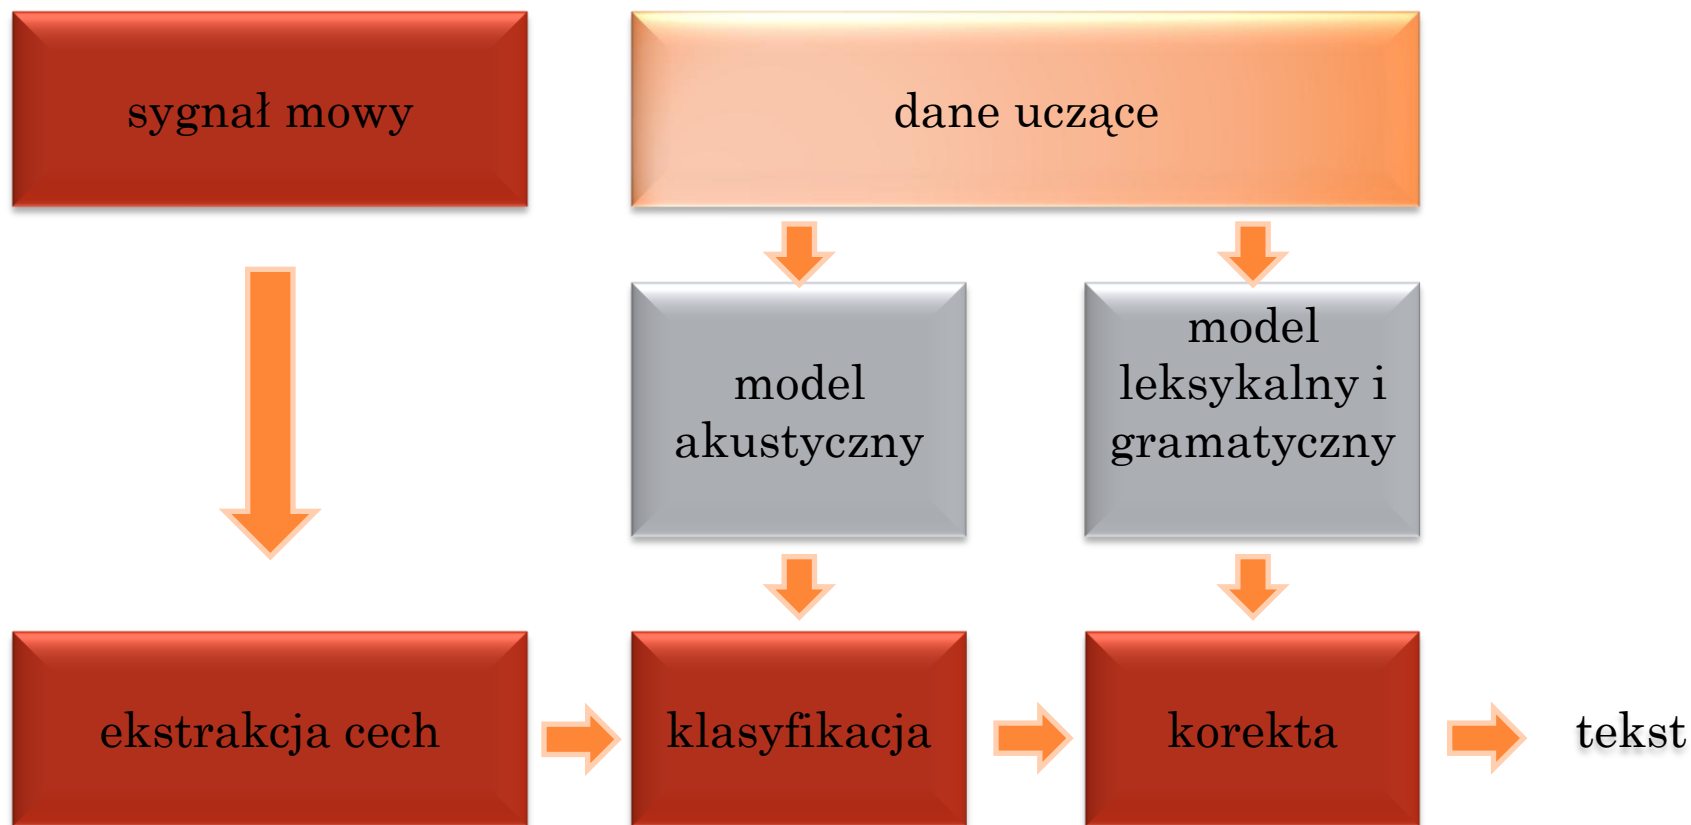 sygnał mowy
dane uczące
model
akustyczny
model
leksykalny i
gramatyczny
ekstrakcja cech
klasyfikacja
korekta
tekst